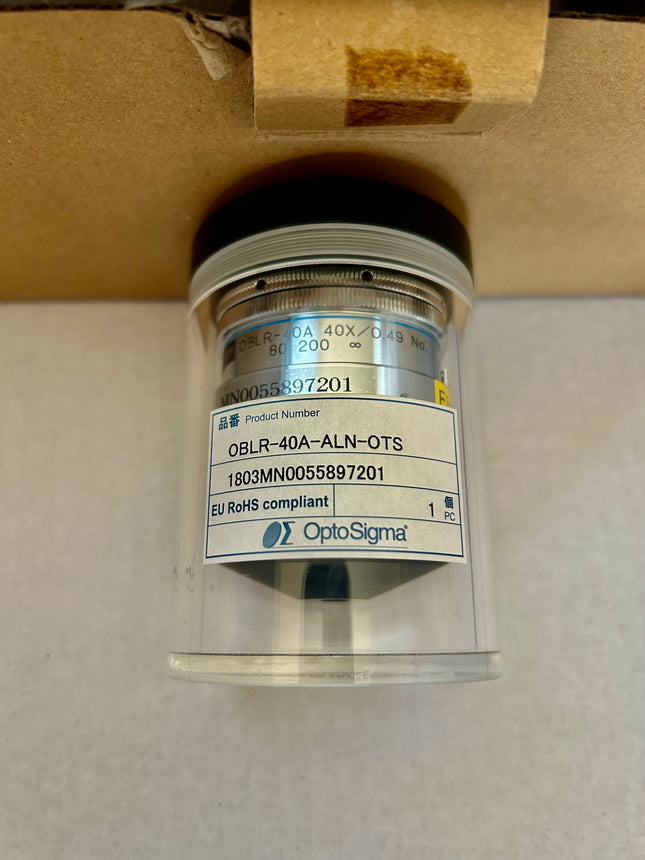 OBLR-40A 40X/0.49 No.
80 200 ∞
MN0055897201
品番 Product Number
OBLR-40A-ALN-OTS
1803MN0055897201
EU RoHS compliant
1 個
PC
OptoSigma®